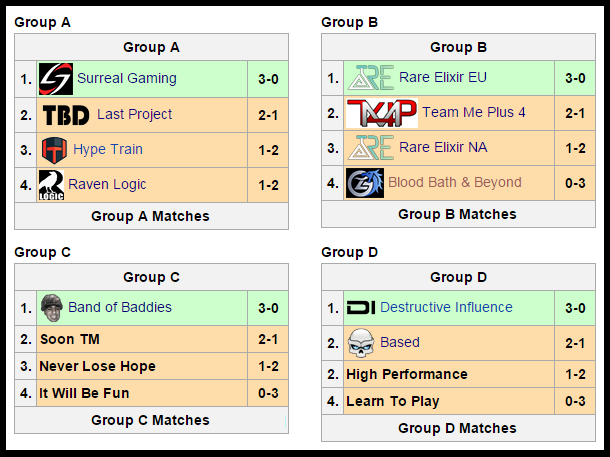 Group A
Group A
1. Surreal Gaming 3-0
2. TBD Last Project 2-1
3. Hype Train 1-2
4. LOGIC Raven Logic 1-2
Group A Matches
Group B
Group B
1. RE Rare Elixir EU 3-0
2. TMP Team Me Plus 4 2-1
3. RE Rare Elixir NA 1-2
4. Blood Bath & Beyond 0-3
Group B Matches
Group C
Group C
1. Band of Baddies 3-0
2. Soon TM 2-1
3. Never Lose Hope 1-2
4. It Will Be Fun 0-3
Group C Matches
Group D
Group D
1. DI Destructive Influence 3-0
2. Based 2-1
2. High Performance 1-2
4. Learn To Play 0-3
Group D Matches